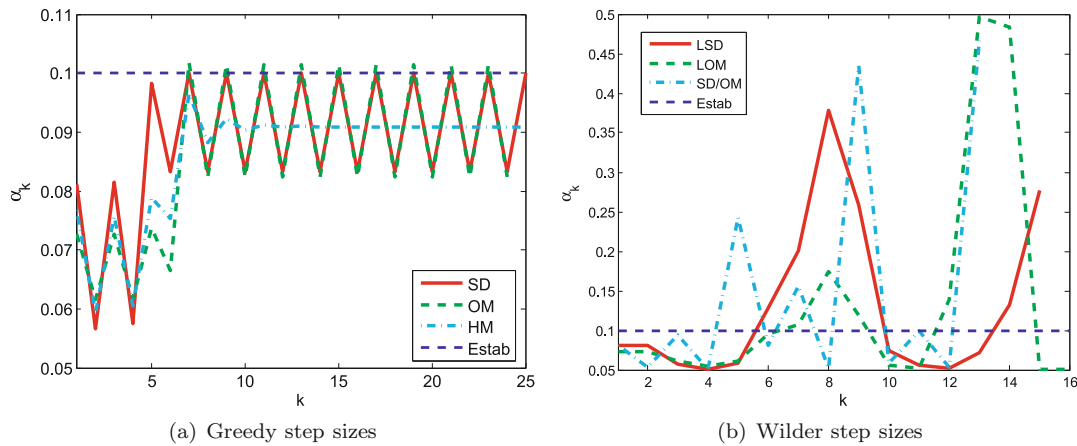 0.11
0.1
0.09
0.08
0.07
0.06
0.05
α_k
5
10
15
20
25
k
SD
OM
HM
Estab
(a) Greedy step sizes
0.5
0.45
0.4
0.35
0.3
0.25
0.2
0.15
0.1
0.05
α_k
2
4
6
8
10
12
14
16
k
LSD
LOM
SD/OM
Estab
(b) Wilder step sizes